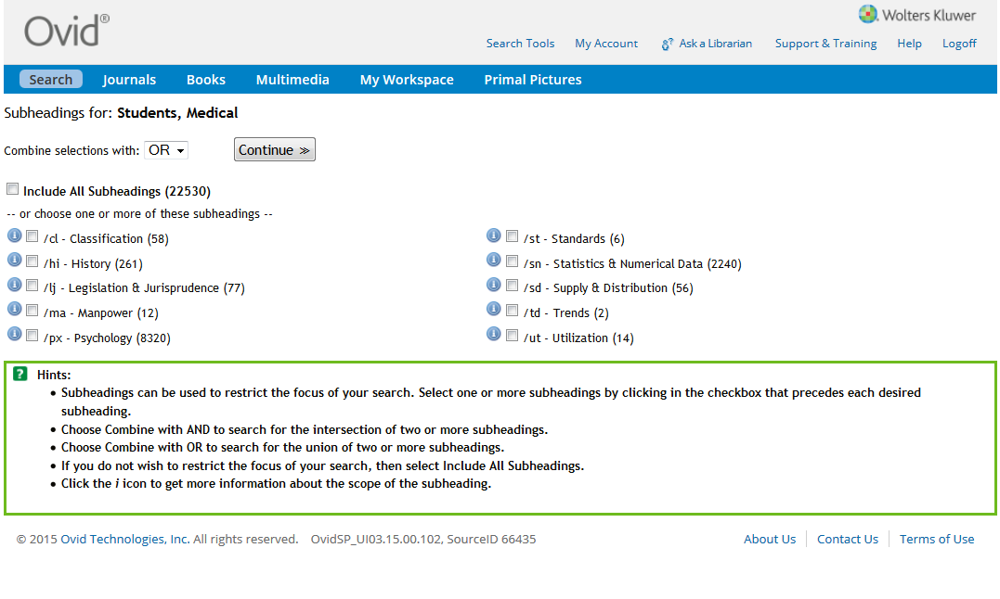 Ovid®
Wolters Kluwer
Search Tools My Account Ask a Librarian Support & Training Help Logoff
Search Journals Books Multimedia My Workspace Primal Pictures
Subheadings for: Students, Medical
Combine selections with: OR Continue ≫
Include All Subheadings (22530)
-- or choose one or more of these subheadings --
i /cl - Classification (58) i /st - Standards (6)
i /hi - History (261) i /sn - Statistics & Numerical Data (2240)
i /lj - Legislation & Jurisprudence (77) i /sd - Supply & Distribution (56)
i /ma - Manpower (12) i /td - Trends (2)
i /px - Psychology (8320) i /ut - Utilization (14)
? Hints:
• Subheadings can be used to restrict the focus of your search. Select one or more subheadings by clicking in the checkbox that precedes each desired
subheading.
• Choose Combine with AND to search for the intersection of two or more subheadings.
• Choose Combine with OR to search for the union of two or more subheadings.
• If you do not wish to restrict the focus of your search, then select Include All Subheadings.
• Click the i icon to get more information about the scope of the subheading.
© 2015 Ovid Technologies, Inc. All rights reserved. OvidSP_UI03.15.00.102, SourceID 66435 About Us Contact Us Terms of Use